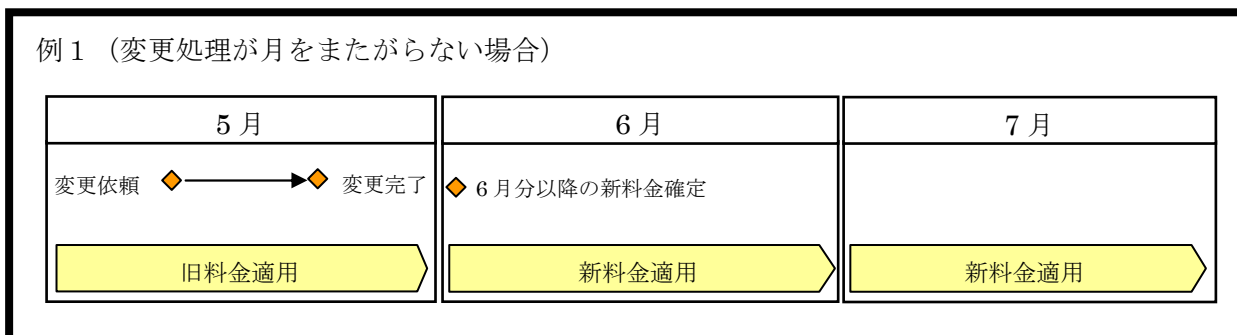 例１（変更処理が月をまたがらない場合）
5 月
6 月
7 月
変更依頼
変更完了
6 月分以降の新料金確定
旧料金適用
新料金適用
新料金適用